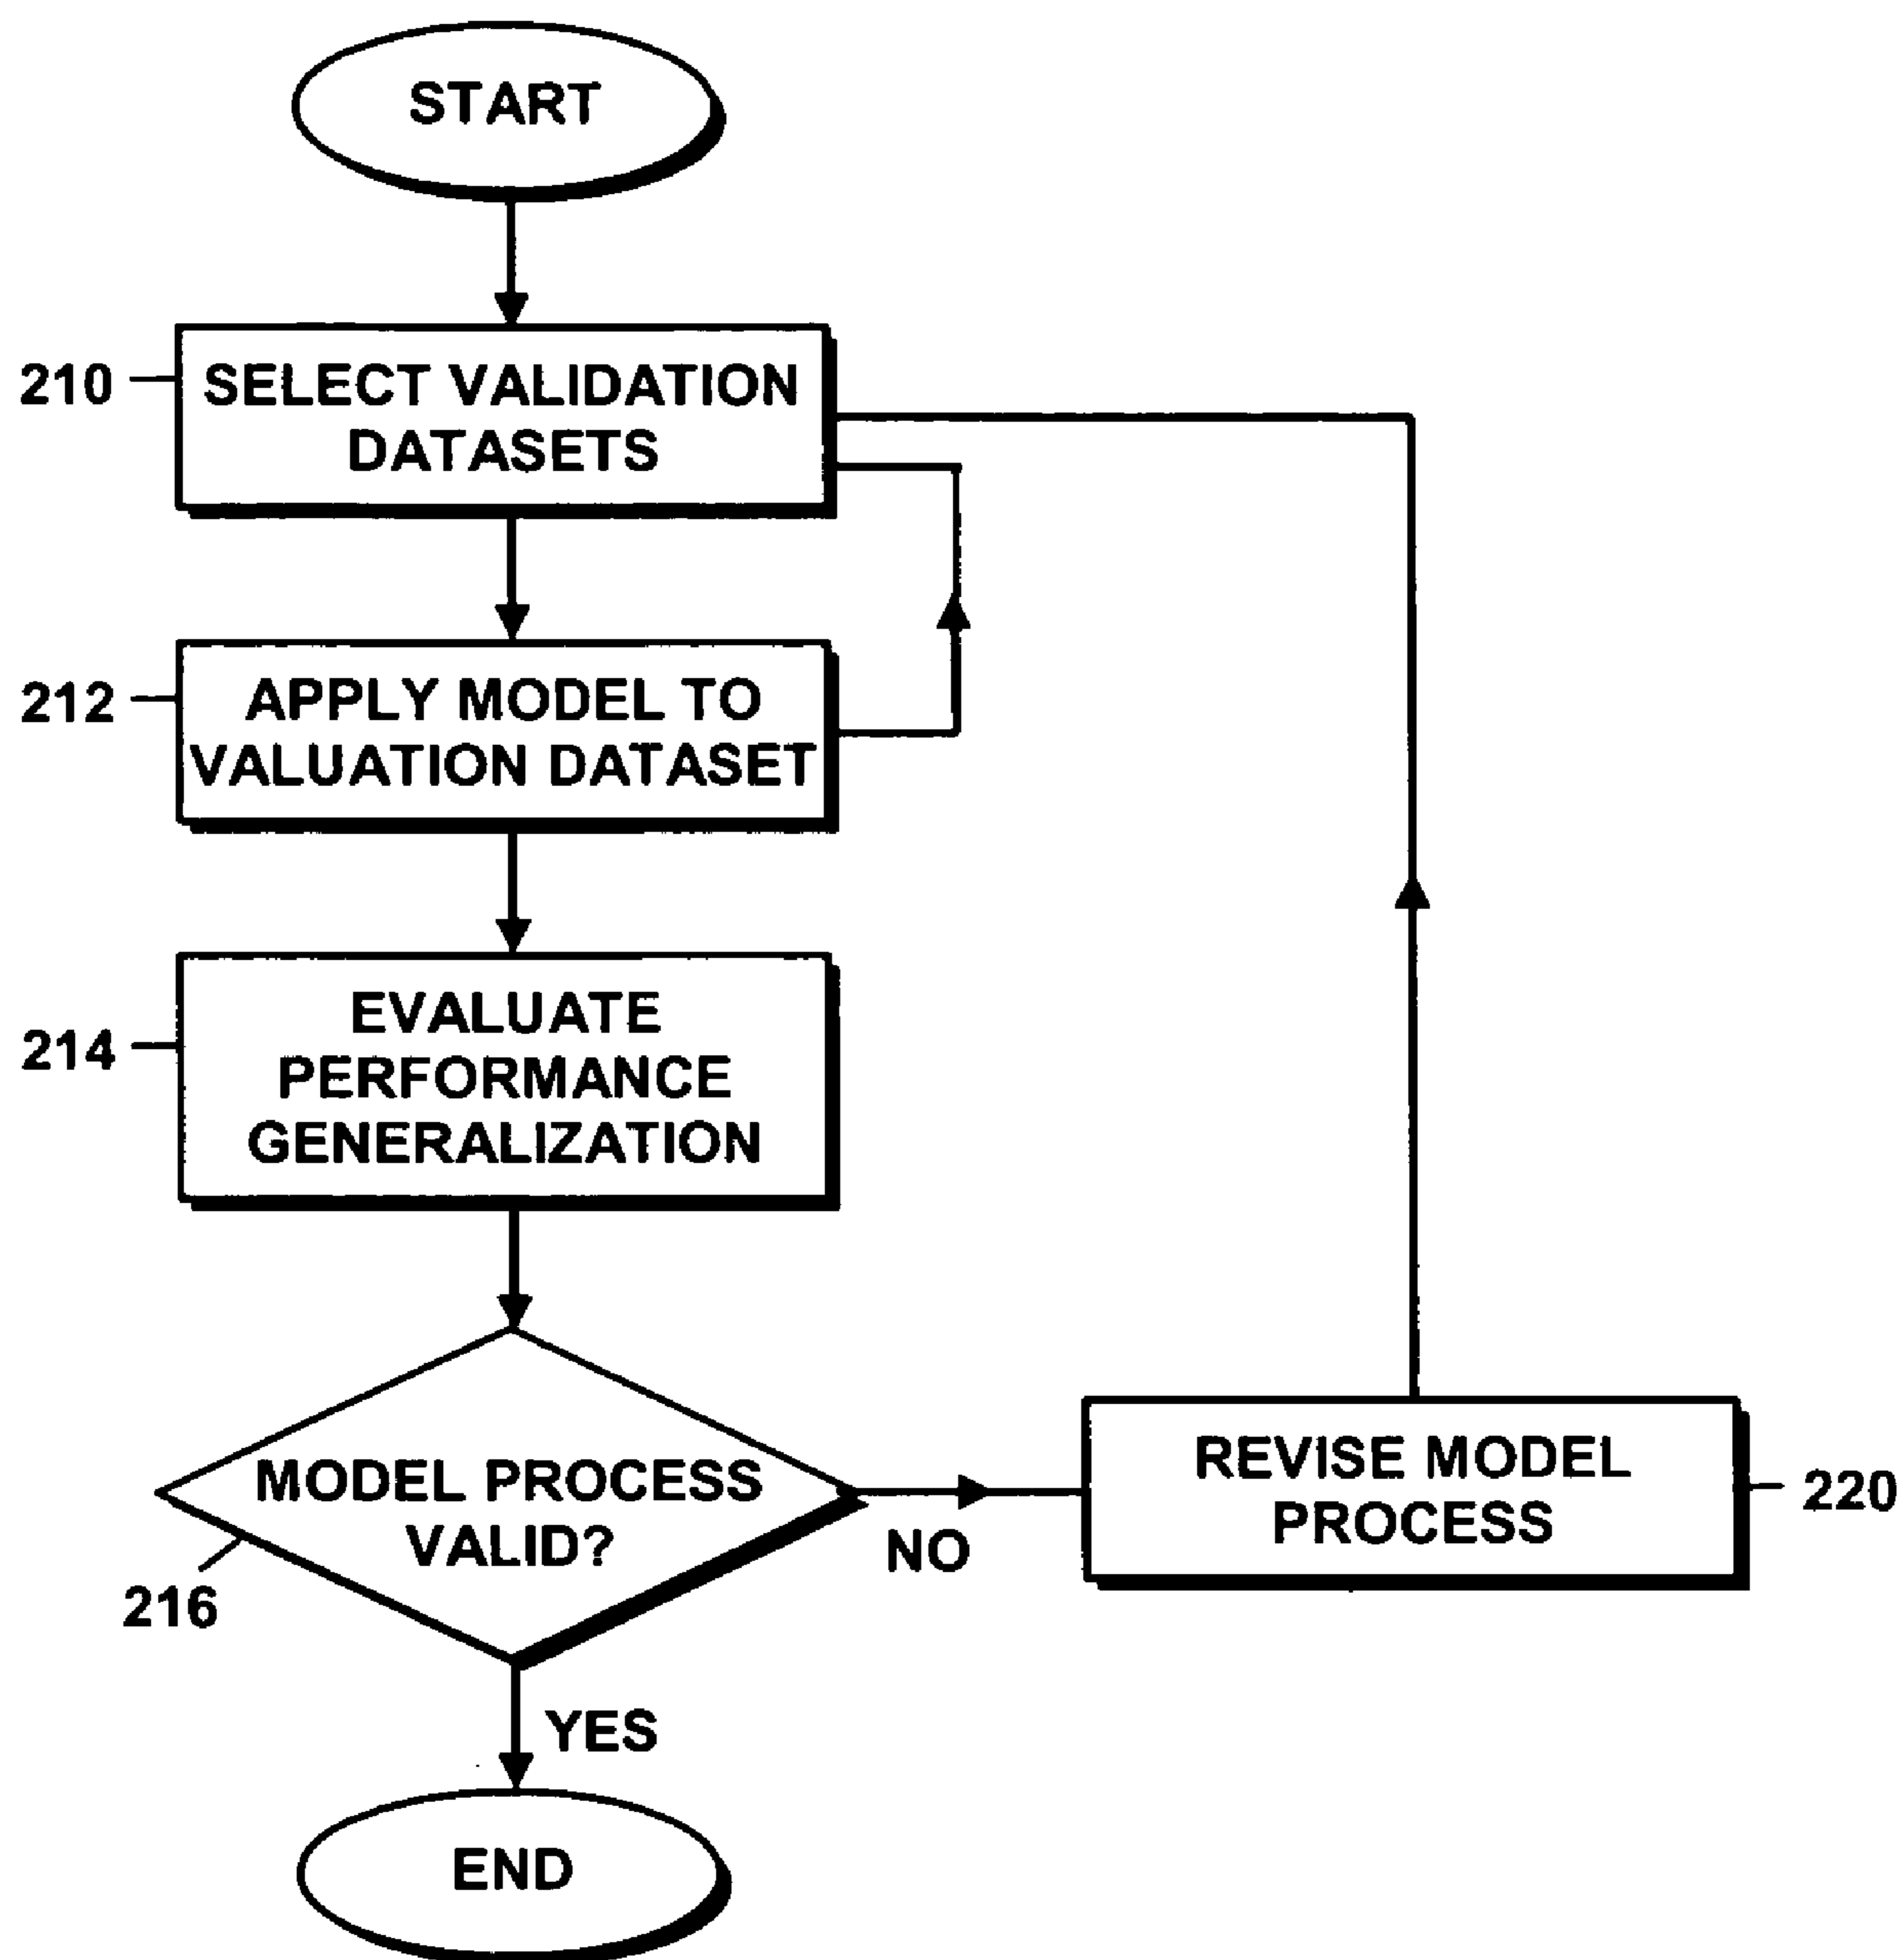 START
210
SELECT VALIDATION
DATASETS
212
APPLY MODEL TO
VALUATION DATASET
214
EVALUATE
PERFORMANCE
GENERALIZATION
MODEL PROCESS
VALID?
216
NO
REVISE MODEL
PROCESS
220
YES
END